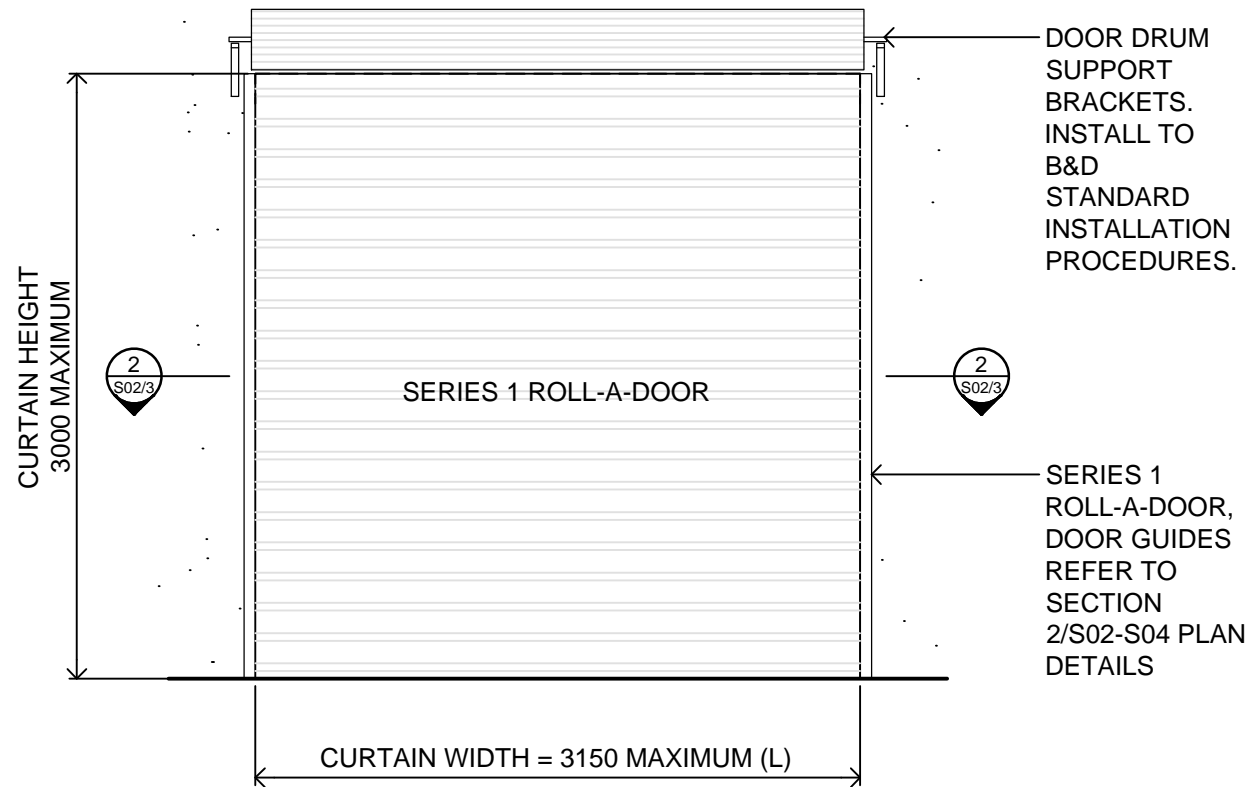 DOOR DRUM
SUPPORT
BRACKETS.
INSTALL TO
B&D
STANDARD
INSTALLATION
PROCEDURES.
CURTAIN HEIGHT
3000 MAXIMUM
2
S02/3
SERIES 1 ROLL-A-DOOR
2
S02/3
SERIES 1
ROLL-A-DOOR,
DOOR GUIDES
REFER TO
SECTION
2/S02-S04 PLAN
DETAILS
CURTAIN WIDTH = 3150 MAXIMUM (L)